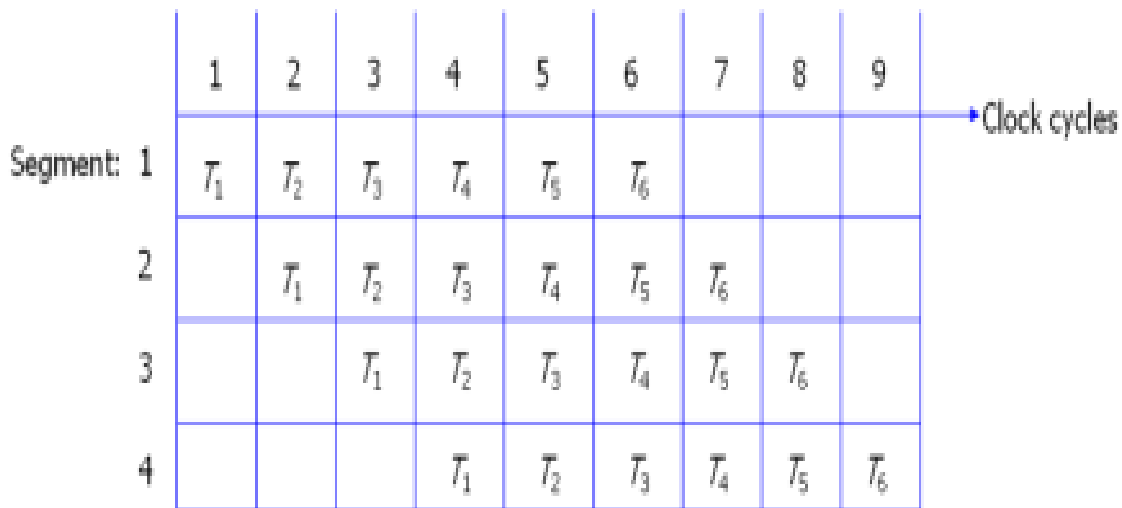 1 2 3 4 5 6 7 8 9
Clock cycles
Segment: 1 T₁ T₂ T₃ T₄ T₅ T₆
2 T₁ T₂ T₃ T₄ T₅ T₆
3 T₁ T₂ T₃ T₄ T₅ T₆
4 T₁ T₂ T₃ T₄ T₅ T₆